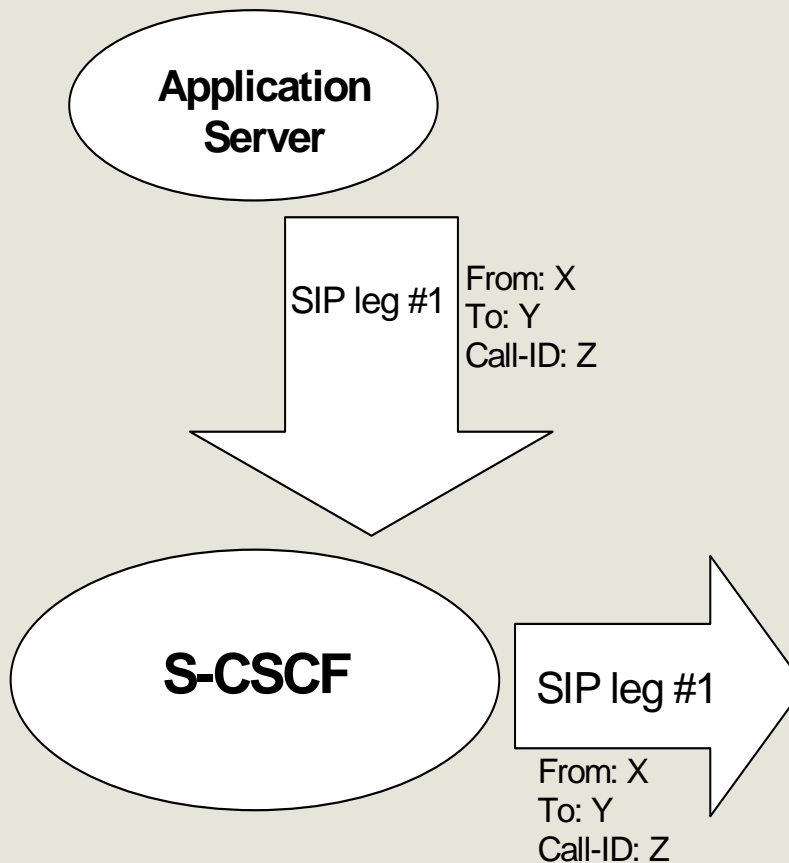 Application
Server
SIP leg #1
From: X
To: Y
Call-ID: Z
S-CSCF
SIP leg #1
From: X
To: Y
Call-ID: Z